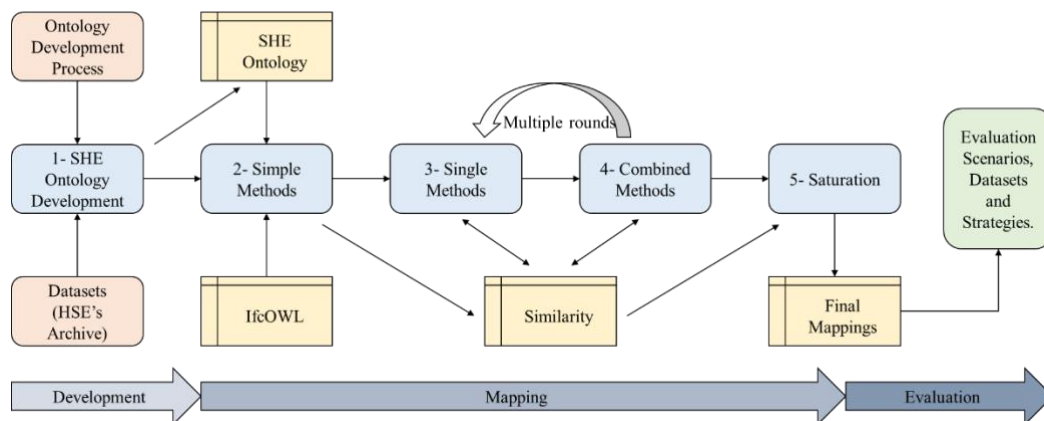 Ontology
Development
Process
SHE
Ontology
Multiple rounds
1- SHE
Ontology
Development
2- Simple
Methods
3- Single
Methods
4- Combined
Methods
5- Saturation
Evaluation
Scenarios,
Datasets
and
Strategies.
Datasets
(HSE's
Archive)
IfcOWL
Similarity
Final
Mappings
Development
Mapping
Evaluation